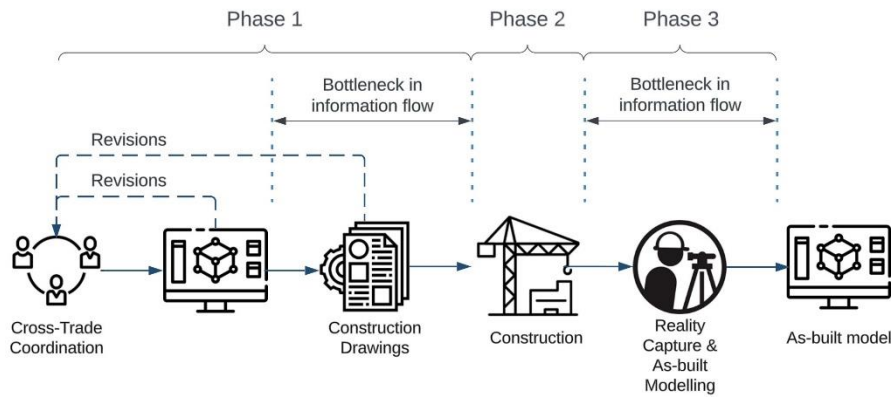 Phase 1
Phase 2
Phase 3
Bottleneck in
information flow
Bottleneck in
information flow
Revisions
Revisions
Cross-Trade
Coordination
Construction
Drawings
Construction
Reality
Capture &
As-built
Modelling
As-built model